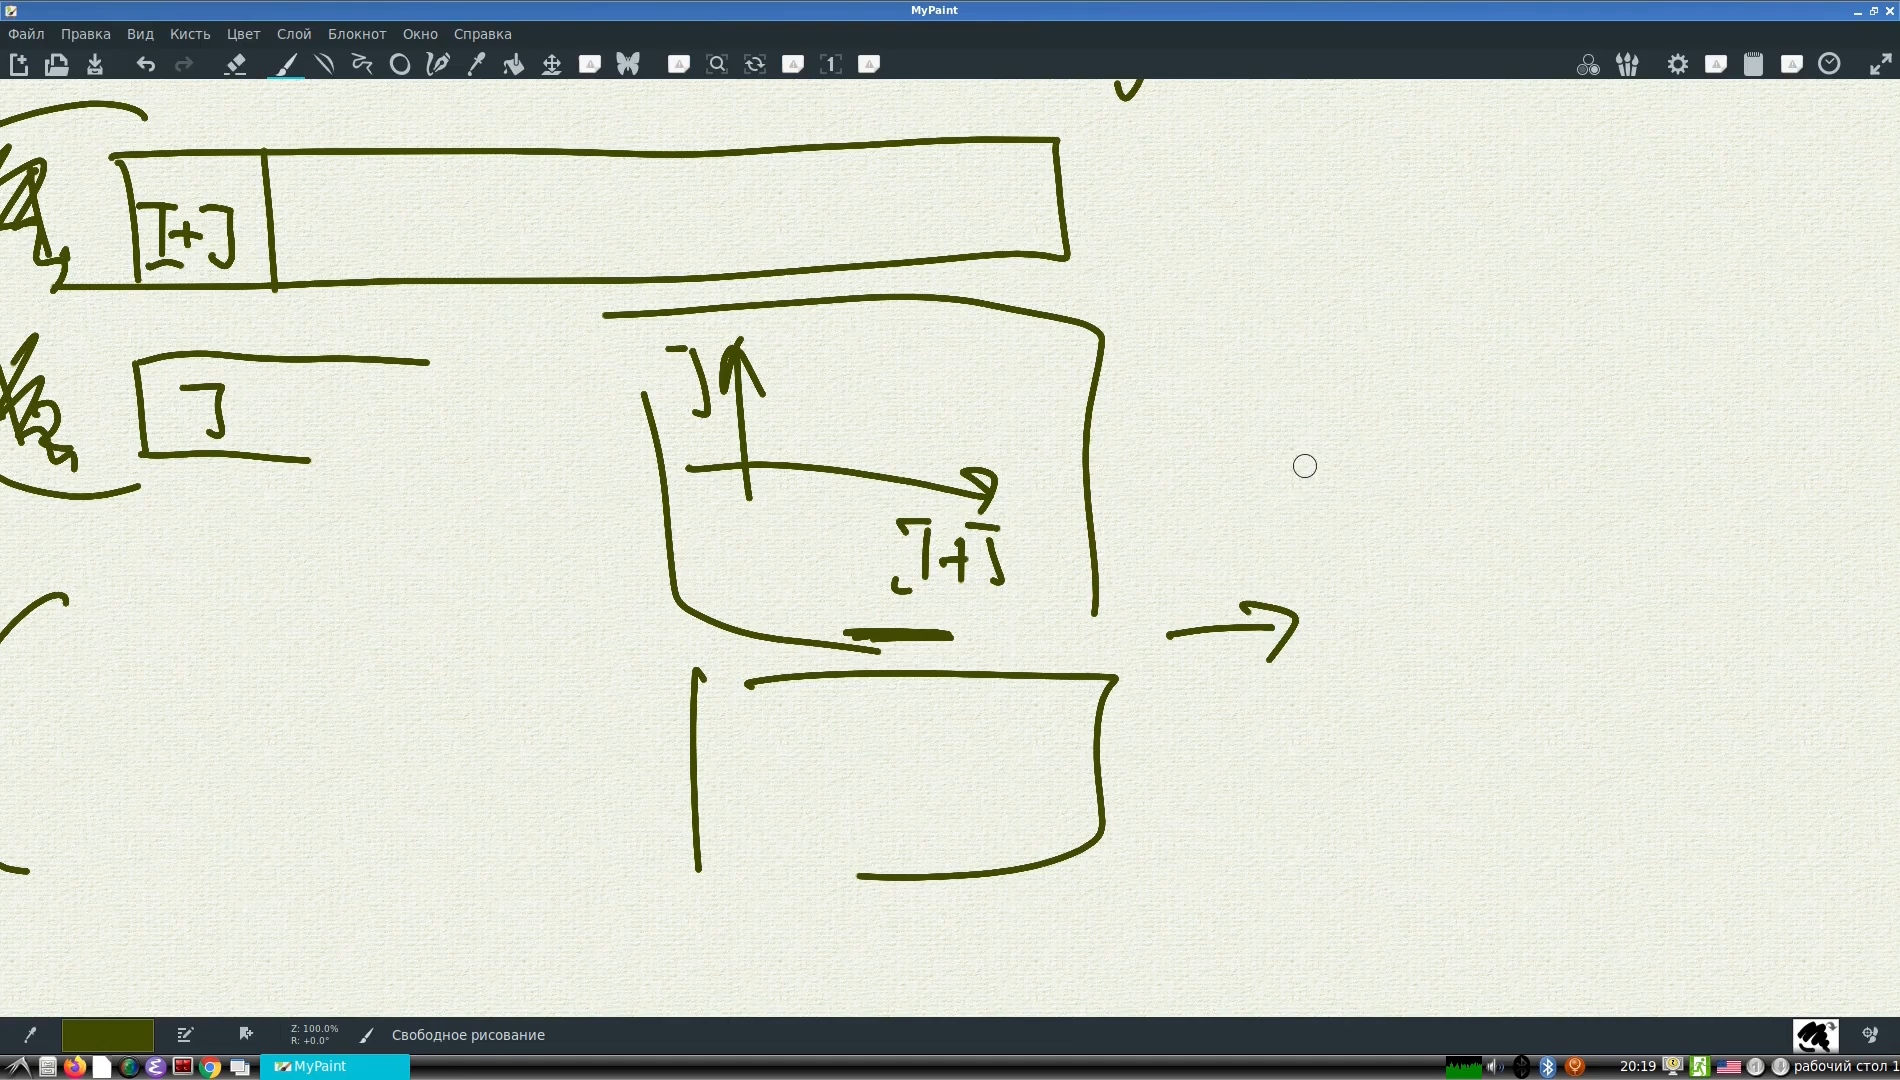 MyPaint
Файл Правка Вид Кисть Цвет Слой Блокнот Окно Справка
1
I+J
J
J
J+J
Z: 100.0%
R: +0.0°
Свободное рисование
MyPaint
20:19
рабочий стол 1